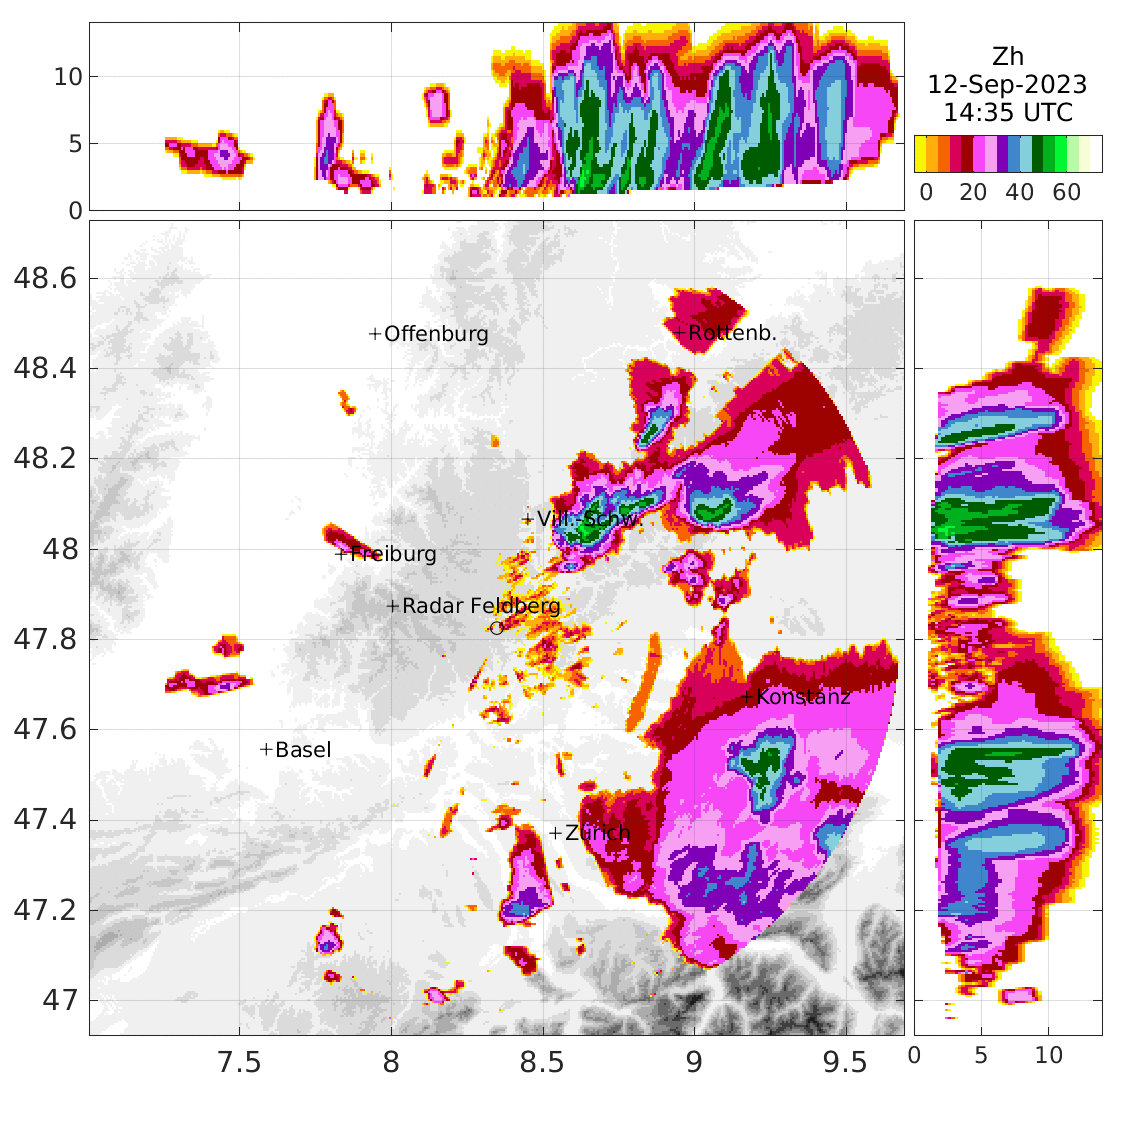 10
5
0
Zh
12-Sep-2023
14:35 UTC
0 20 40 60
48.6
48.4
48.2
48
47.8
47.6
47.4
47.2
47
Offenburg
Rottenb.
Vill.-Schw.
Freiburg
Radar Feldberg
Konstanz
Basel
Zürich
7.5 8 8.5 9 9.5
0 5 10